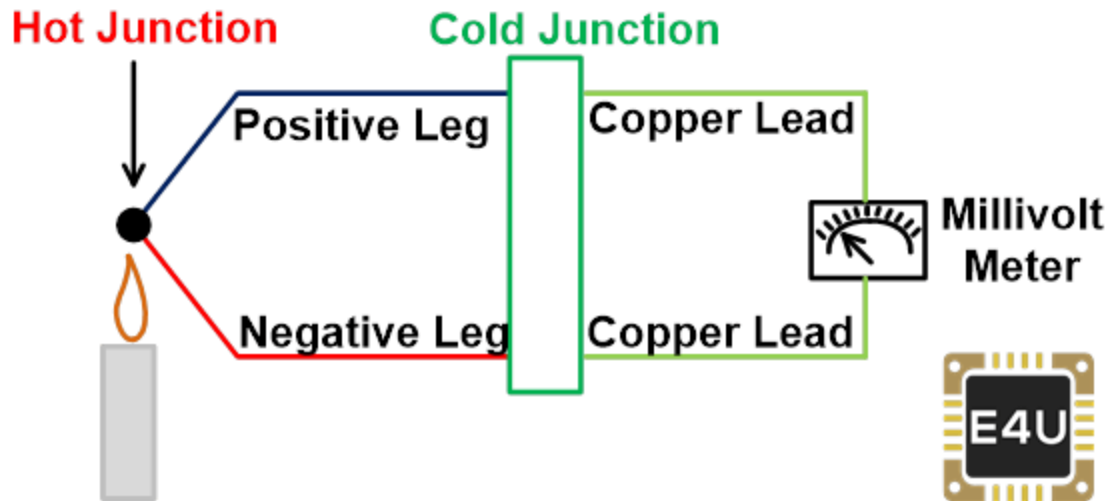 Hot Junction
Cold Junction
Positive Leg
Copper Lead
Millivolt
Meter
Negative Leg
Copper Lead
E4U